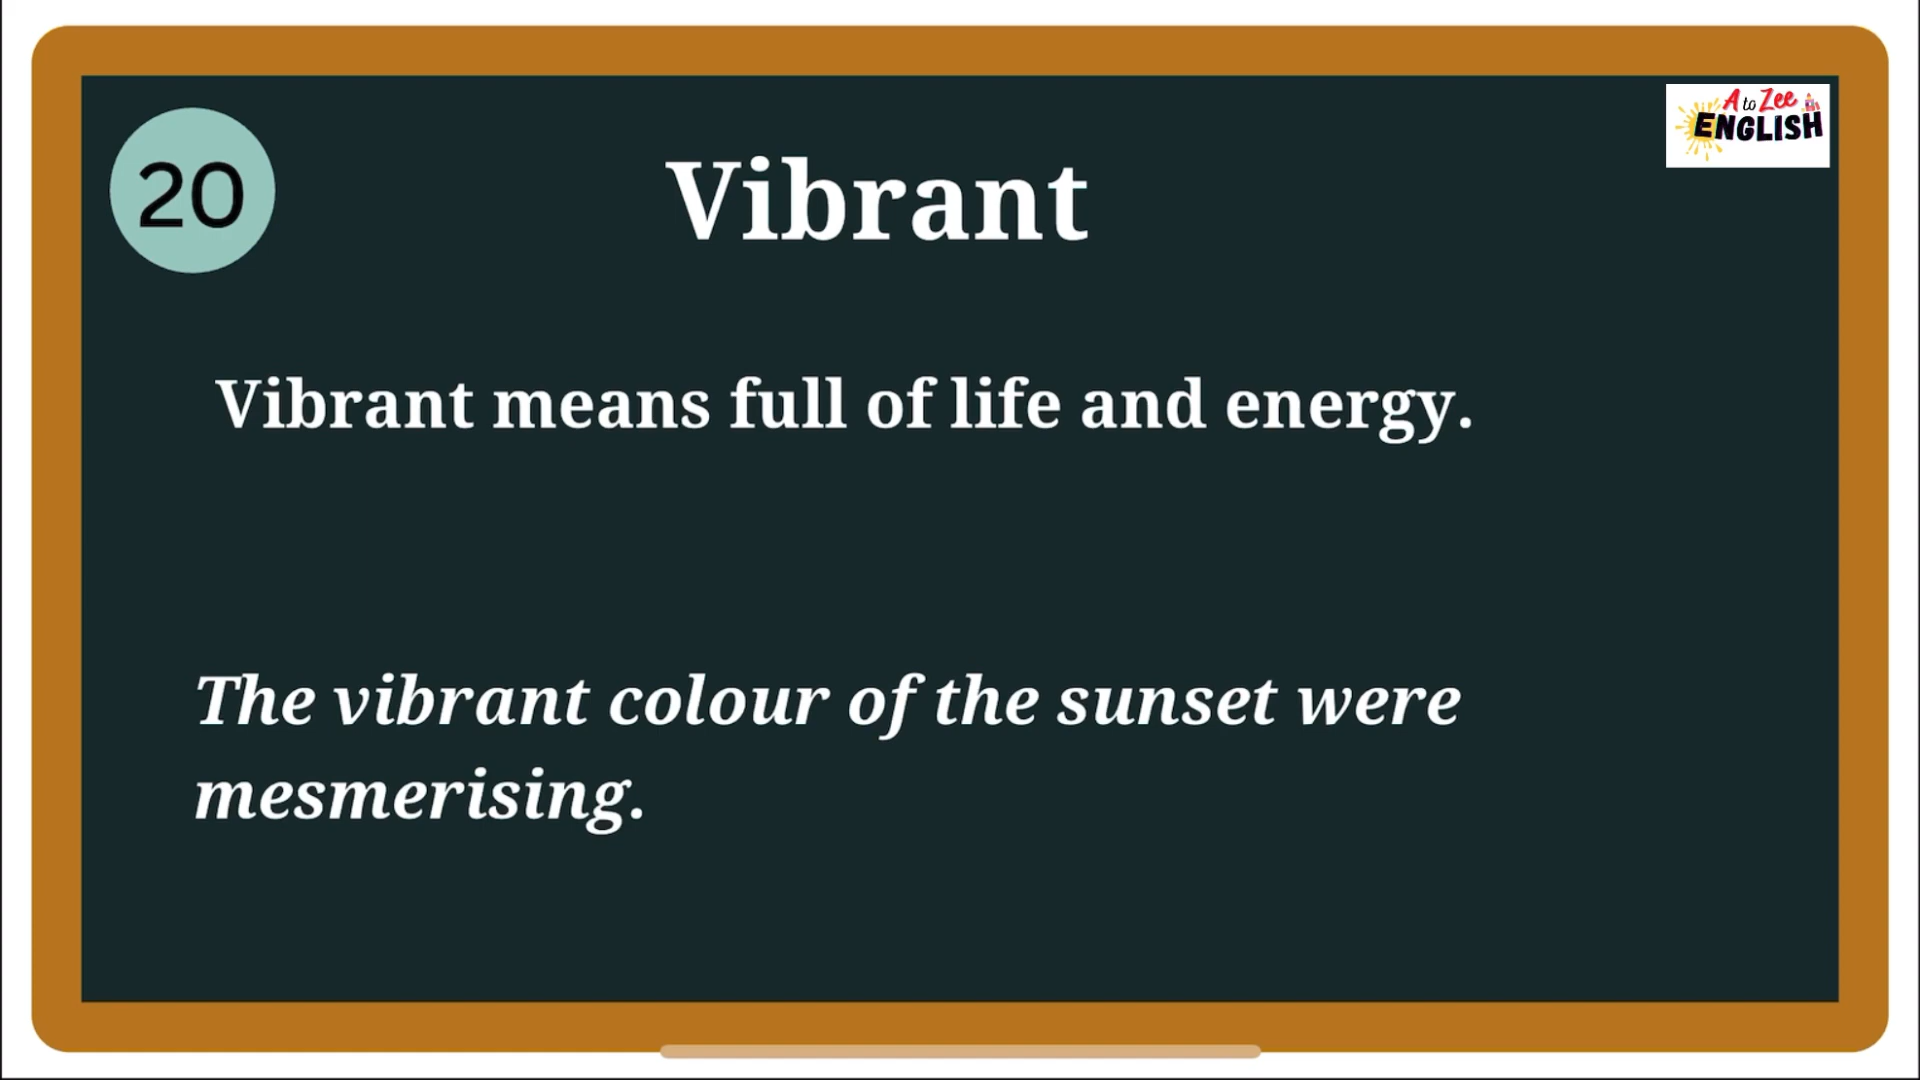 20
A to Zee
ENGLISH
Vibrant
Vibrant means full of life and energy.
The vibrant colour of the sunset were
mesmerising.